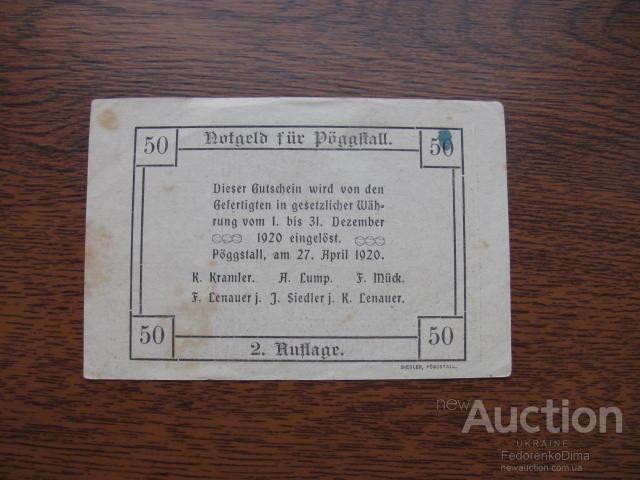 50 Notgeld für Pöggstall. 50
Dieser Gutschein wird von den
Gefertigten in gesetzlicher Wäh-
rung vom 1. bis 31. Dezember
1920 eingelöst.
Pöggstall, am 27. April 1920.
K. Kramler. A. Lump. F. Mück.
F. Lenauer j. J. Siedler j. K. Lenauer.
50 2. Auflage. 50
SIEDLER, PÖGGSTALL.
new Auction
UKRAINE
FedorenkoDima
newauction.com.ua